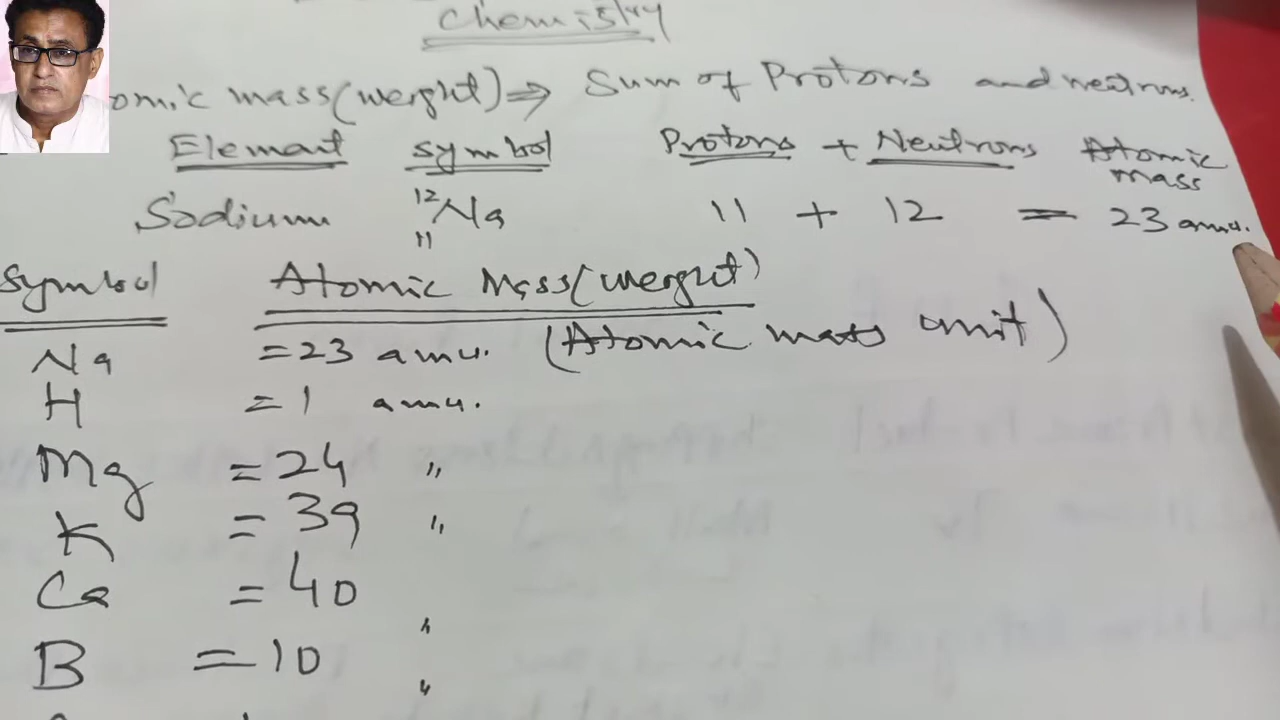 Chemistry
omic mass(weight) ⇒ Sum of Protons and neutrons.
Element symbol Protons + Neutrons Atomic mass
Sodium ¹²₁₁Na 11 + 12 = 23 amu.
Symbol Atomic Mass(weight)
Na = 23 amu. (Atomic mass unit)
H = 1 amu.
Mg = 24 "
K = 39 "
Ca = 40 "
B = 10 "